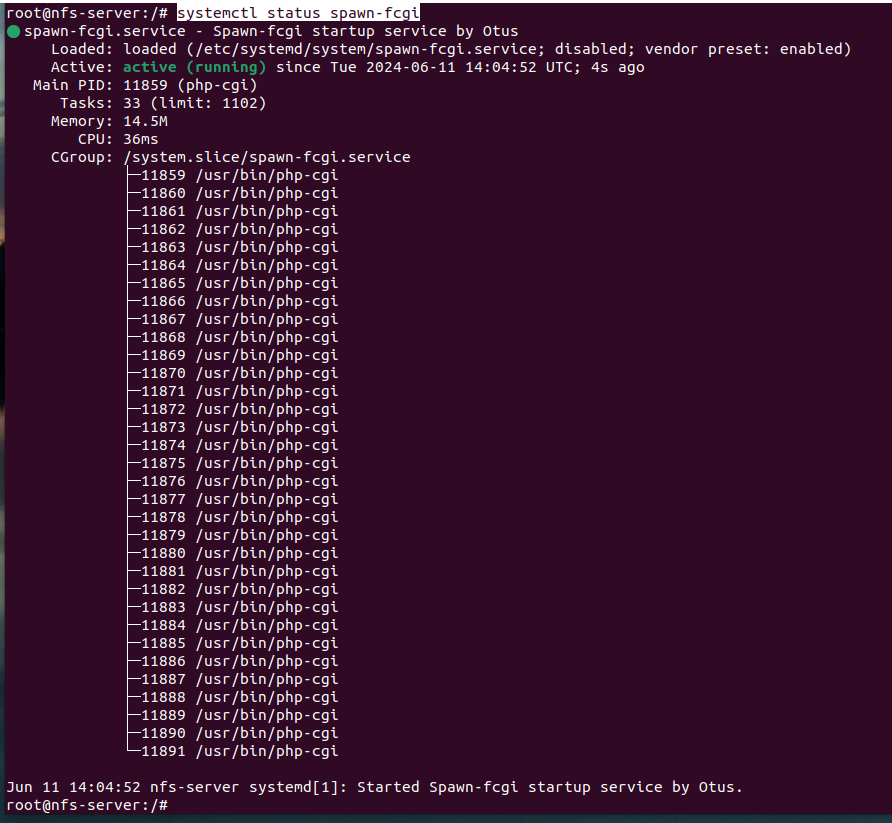 root@nfs-server:/# systemctl status spawn-fcgi
● spawn-fcgi.service - Spawn-fcgi startup service by Otus
     Loaded: loaded (/etc/systemd/system/spawn-fcgi.service; disabled; vendor preset: enabled)
     Active: active (running) since Tue 2024-06-11 14:04:52 UTC; 4s ago
   Main PID: 11859 (php-cgi)
      Tasks: 33 (limit: 1102)
     Memory: 14.5M
        CPU: 36ms
     CGroup: /system.slice/spawn-fcgi.service
             ├─11859 /usr/bin/php-cgi
             ├─11860 /usr/bin/php-cgi
             ├─11861 /usr/bin/php-cgi
             ├─11862 /usr/bin/php-cgi
             ├─11863 /usr/bin/php-cgi
             ├─11864 /usr/bin/php-cgi
             ├─11865 /usr/bin/php-cgi
             ├─11866 /usr/bin/php-cgi
             ├─11867 /usr/bin/php-cgi
             ├─11868 /usr/bin/php-cgi
             ├─11869 /usr/bin/php-cgi
             ├─11870 /usr/bin/php-cgi
             ├─11871 /usr/bin/php-cgi
             ├─11872 /usr/bin/php-cgi
             ├─11873 /usr/bin/php-cgi
             ├─11874 /usr/bin/php-cgi
             ├─11875 /usr/bin/php-cgi
             ├─11876 /usr/bin/php-cgi
             ├─11877 /usr/bin/php-cgi
             ├─11878 /usr/bin/php-cgi
             ├─11879 /usr/bin/php-cgi
             ├─11880 /usr/bin/php-cgi
             ├─11881 /usr/bin/php-cgi
             ├─11882 /usr/bin/php-cgi
             ├─11883 /usr/bin/php-cgi
             ├─11884 /usr/bin/php-cgi
             ├─11885 /usr/bin/php-cgi
             ├─11886 /usr/bin/php-cgi
             ├─11887 /usr/bin/php-cgi
             ├─11888 /usr/bin/php-cgi
             ├─11889 /usr/bin/php-cgi
             ├─11890 /usr/bin/php-cgi
             └─11891 /usr/bin/php-cgi

Jun 11 14:04:52 nfs-server systemd[1]: Started Spawn-fcgi startup service by Otus.
root@nfs-server:/#